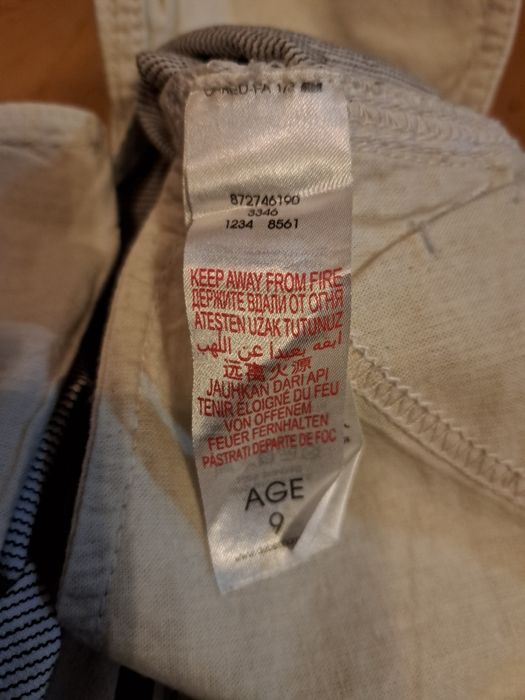 872746190
3346
1234 8561
KEEP AWAY FROM FIRE
ДЕРЖИТЕ ВДАЛИ ОТ ОГНЯ
ATEŞTEN UZAK TUTUNUZ
ابعه بعيدا عن اللهب
远离火源
JAUHKAN DARI API
TENIR ÉLOIGNÉ DU FEU
VON OFFENEM
FEUER FERNHALTEN
PĂSTRAȚI DEPARTE DE FOC
AGE
9